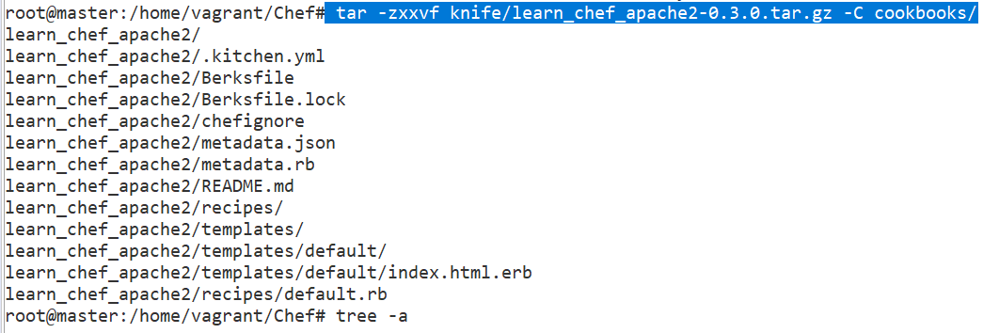 root@master:/home/vagrant/Chef# tar -zxxvf knife/learn_chef_apache2-0.3.0.tar.gz -C cookbooks/
learn_chef_apache2/
learn_chef_apache2/.kitchen.yml
learn_chef_apache2/Berksfile
learn_chef_apache2/Berksfile.lock
learn_chef_apache2/chefignore
learn_chef_apache2/metadata.json
learn_chef_apache2/metadata.rb
learn_chef_apache2/README.md
learn_chef_apache2/recipes/
learn_chef_apache2/templates/
learn_chef_apache2/templates/default/
learn_chef_apache2/templates/default/index.html.erb
learn_chef_apache2/recipes/default.rb
root@master:/home/vagrant/Chef# tree -a